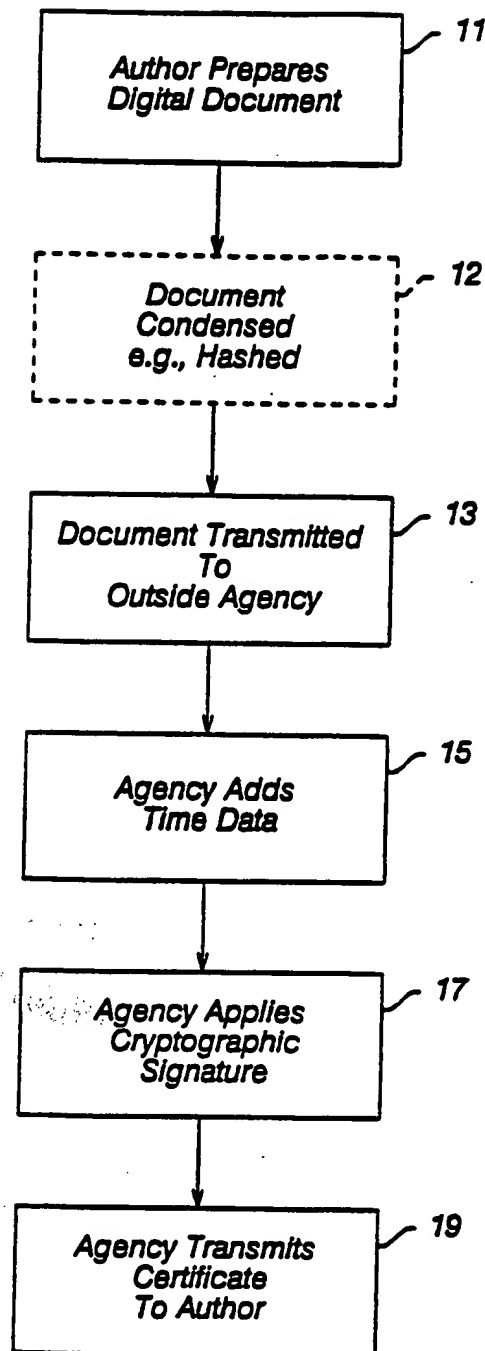 11
Author Prepares
Digital Document
12
Document
Condensed
e.g., Hashed
13
Document Transmitted
To
Outside Agency
15
Agency Adds
Time Data
17
Agency Applies
Cryptographic
Signature
19
Agency Transmits
Certificate
To Author